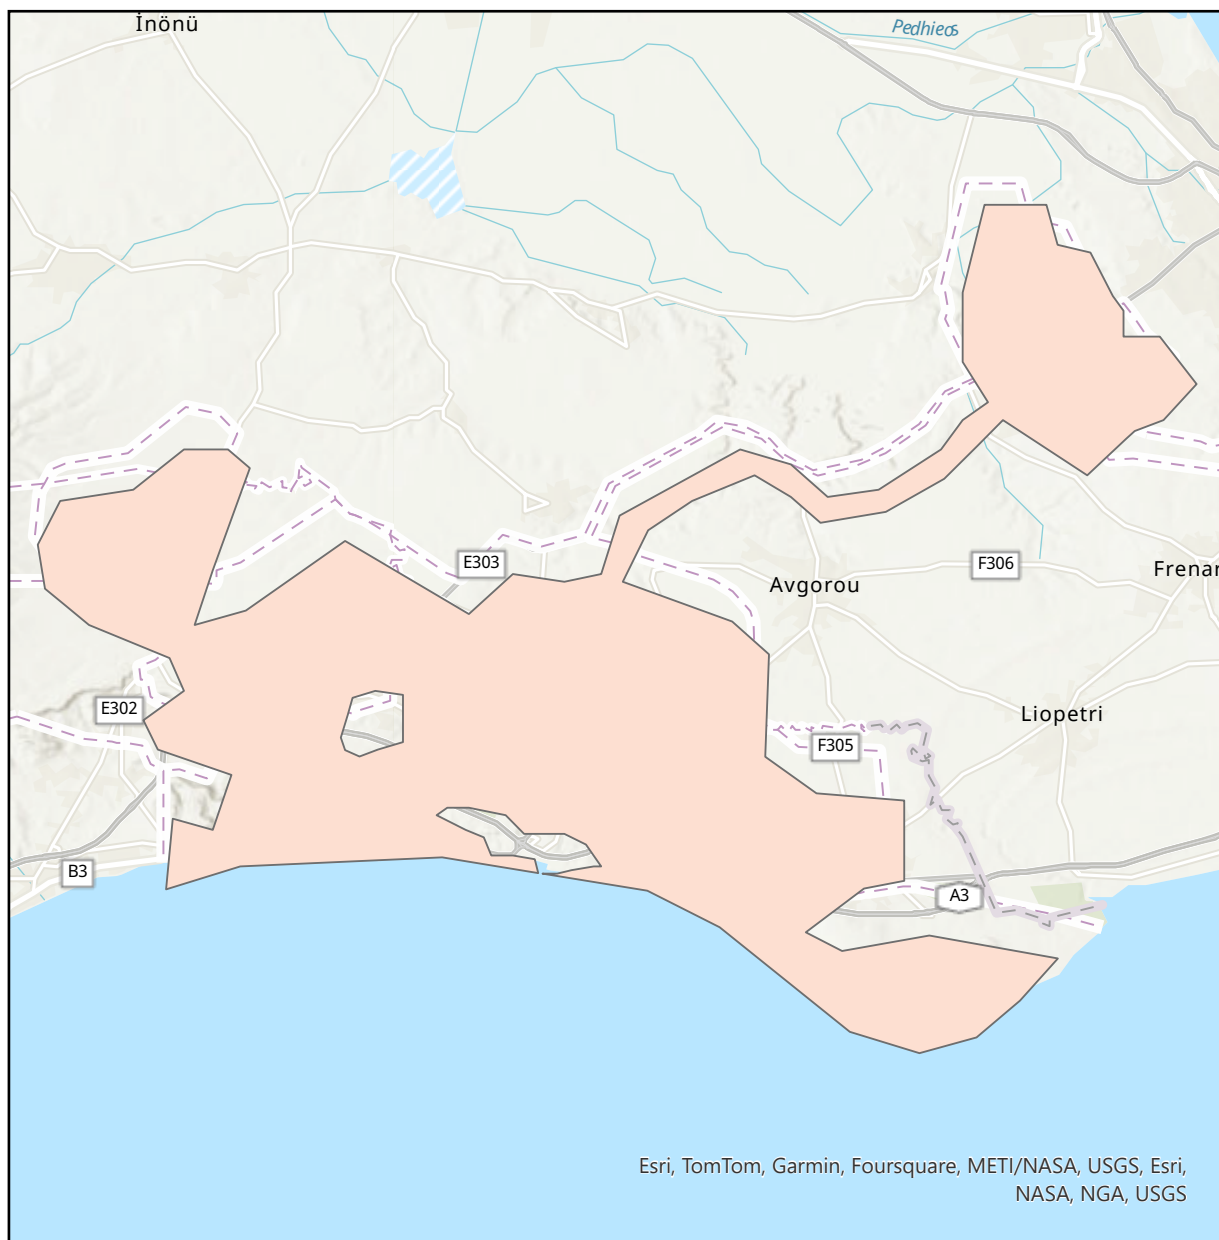 İnönü
Pedhieos
E303
F306
Frenar
Avgorou
E302
Liopetri
F305
B3
A3
Esri, TomTom, Garmin, Foursquare, METI/NASA, USGS, Esri,
NASA, NGA, USGS